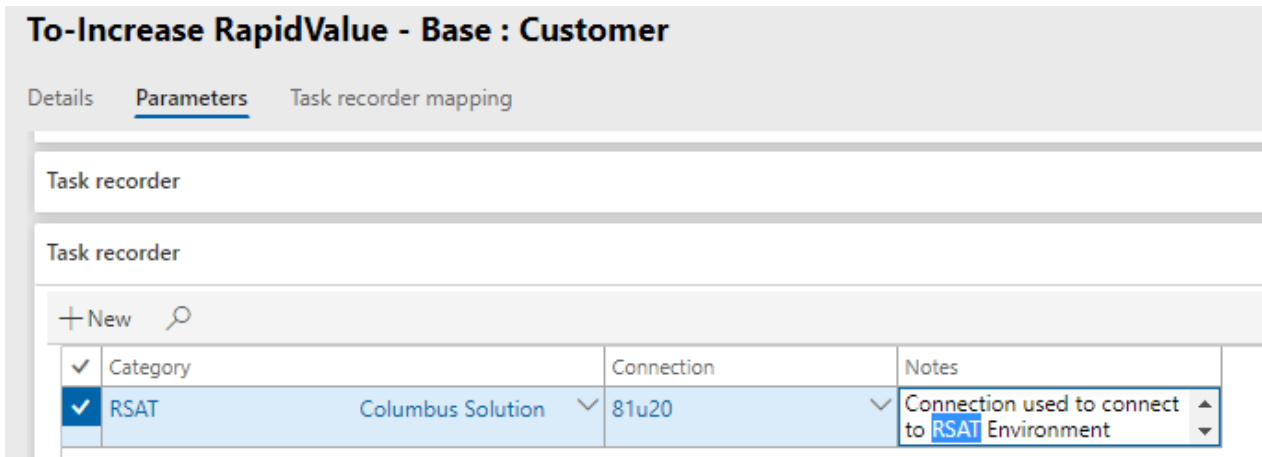 To-Increase RapidValue - Base : Customer
Details Parameters Task recorder mapping
Task recorder
Task recorder
New
Category Connection Notes
RSAT Columbus Solution 81u20 Connection used to connect
to RSAT Environment